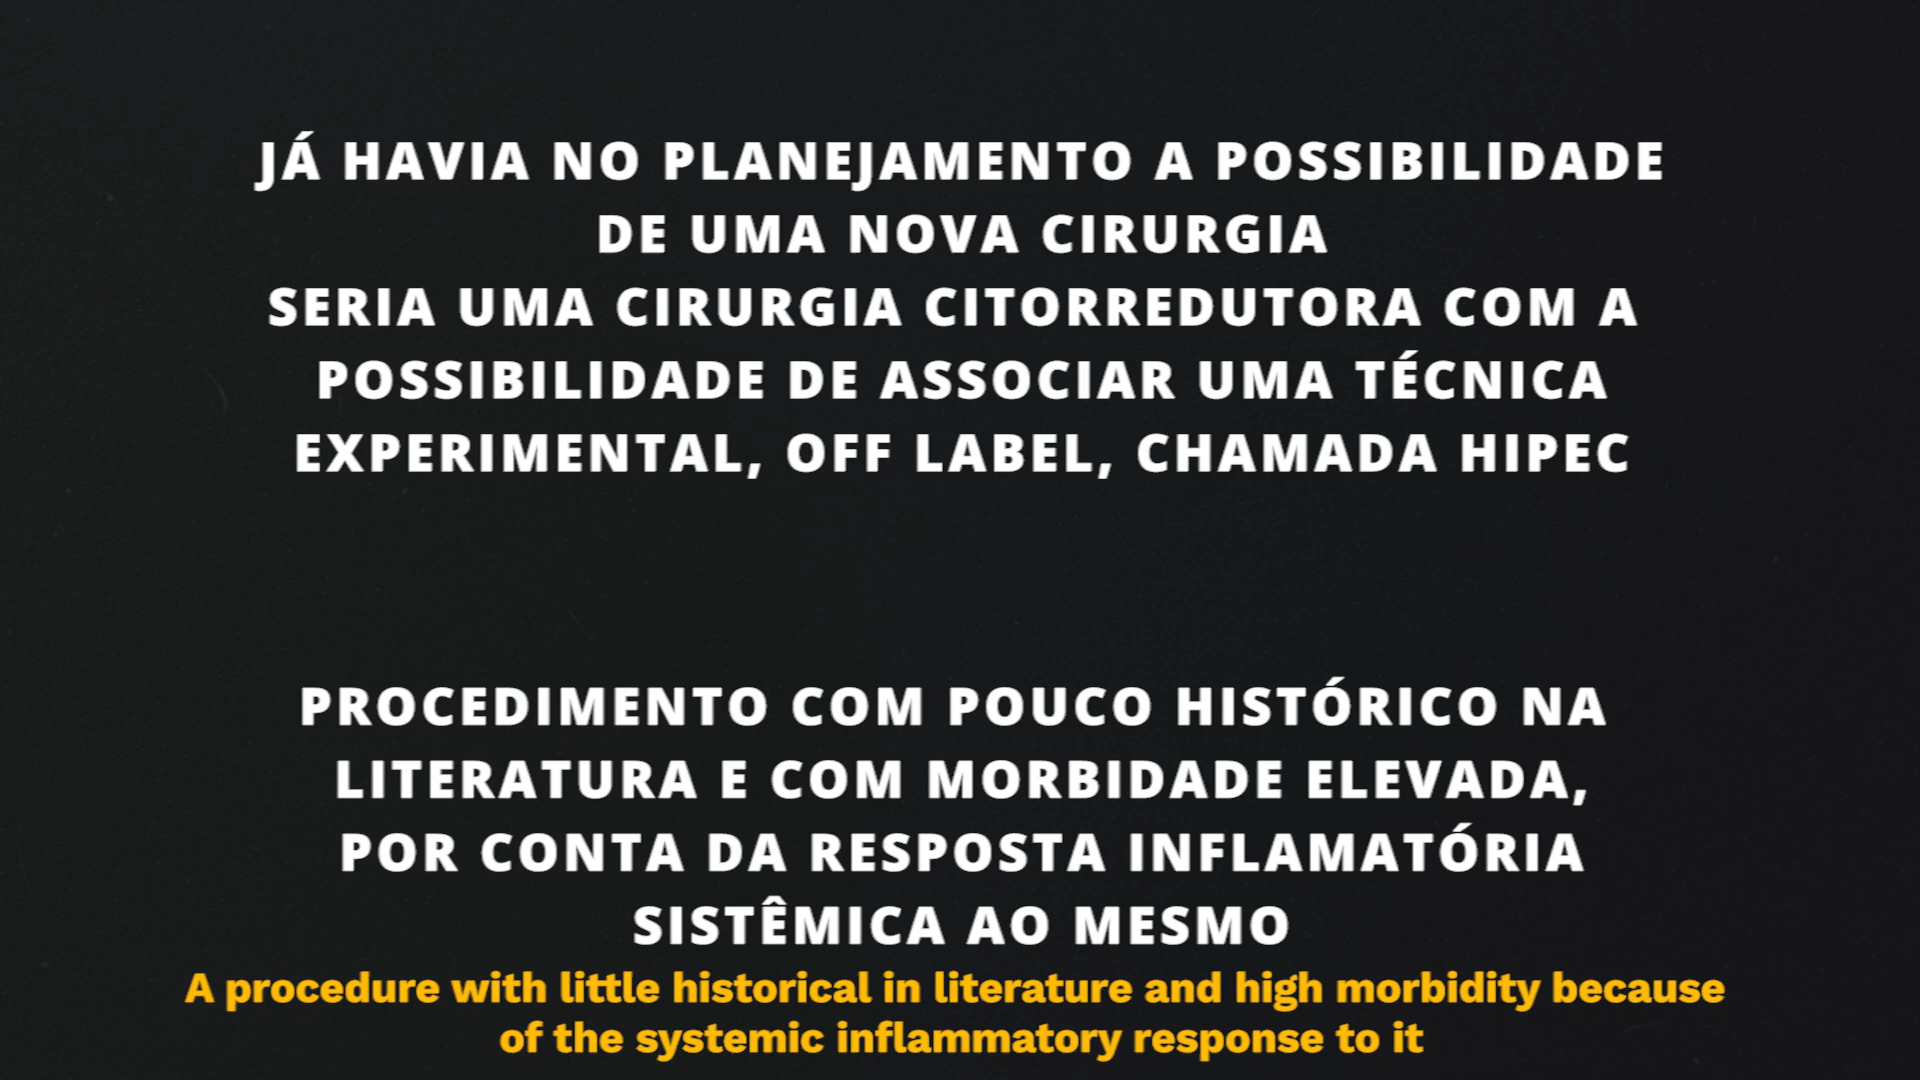 JÁ HAVIA NO PLANEJAMENTO A POSSIBILIDADE
DE UMA NOVA CIRURGIA
SERIA UMA CIRURGIA CITORREDUTORA COM A
POSSIBILIDADE DE ASSOCIAR UMA TÉCNICA
EXPERIMENTAL, OFF LABEL, CHAMADA HIPEC
PROCEDIMENTO COM POUCO HISTÓRICO NA
LITERATURA E COM MORBIDADE ELEVADA,
POR CONTA DA RESPOSTA INFLAMATÓRIA
SISTÊMICA AO MESMO
A procedure with little historical in literature and high morbidity because
of the systemic inflammatory response to it